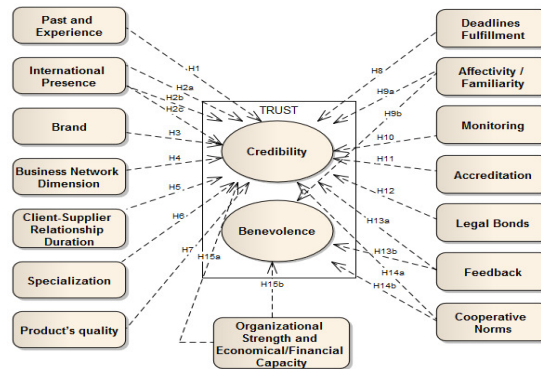 Past and
Experience
International
Presence
Brand
Business Network
Dimension
Client-Supplier
Relationship
Duration
Specialization
Product's quality
H1
H2a
H2b
H2c
H3
H4
H5
H6
H7
H15a
TRUST
Credibility
Benevolence
H15b
Organizational
Strength and
Economical/Financial
Capacity
H8
H9a
H9b
H10
H11
H12
H13a
H13b
H14a
H14b
Deadlines
Fulfillment
Affectivity /
Familiarity
Monitoring
Accreditation
Legal Bonds
Feedback
Cooperative
Norms